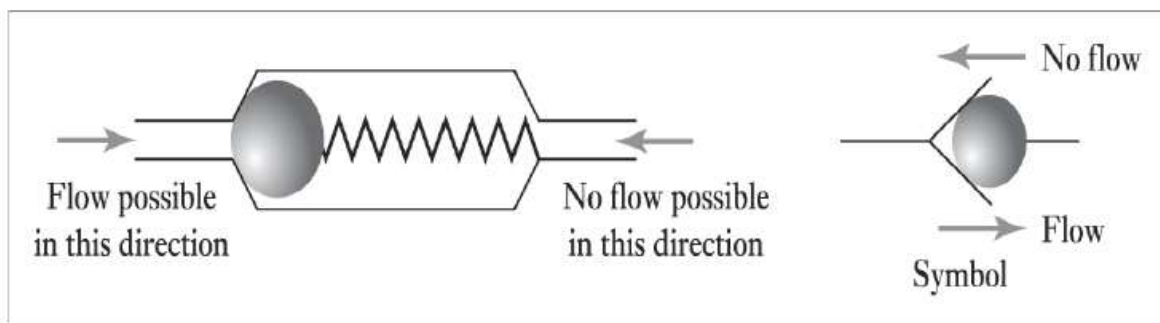 Flow possible
in this direction
No flow possible
in this direction
No flow
Flow
Symbol